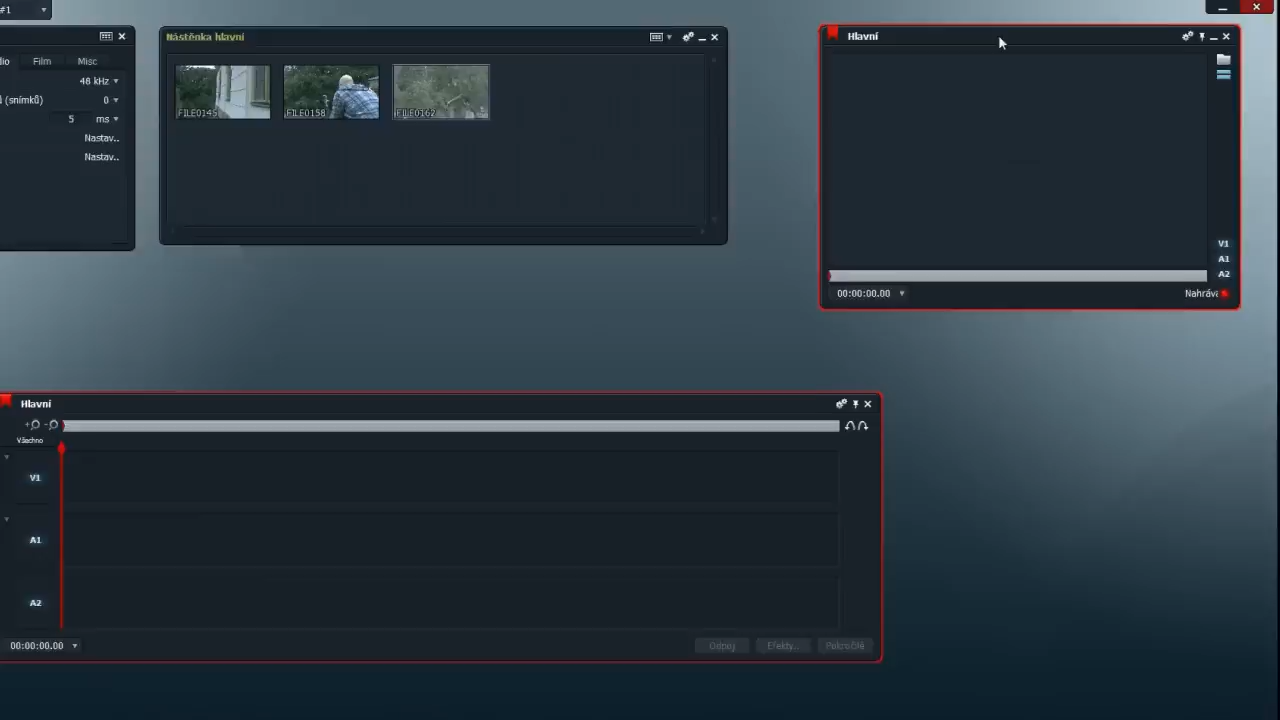 #1
dio Film Misc
48 kHz
ů (snímků) 0
5 ms
Nastav..
Nastav..
Nástěnka hlavní
FILE0145
FILE0158
FILE0162
Hlavní
V1
A1
A2
00:00:00.00
Nahráva
Hlavní
Všechno
V1
A1
A2
00:00:00.00
Odpoj Efekty.. Pokročilé